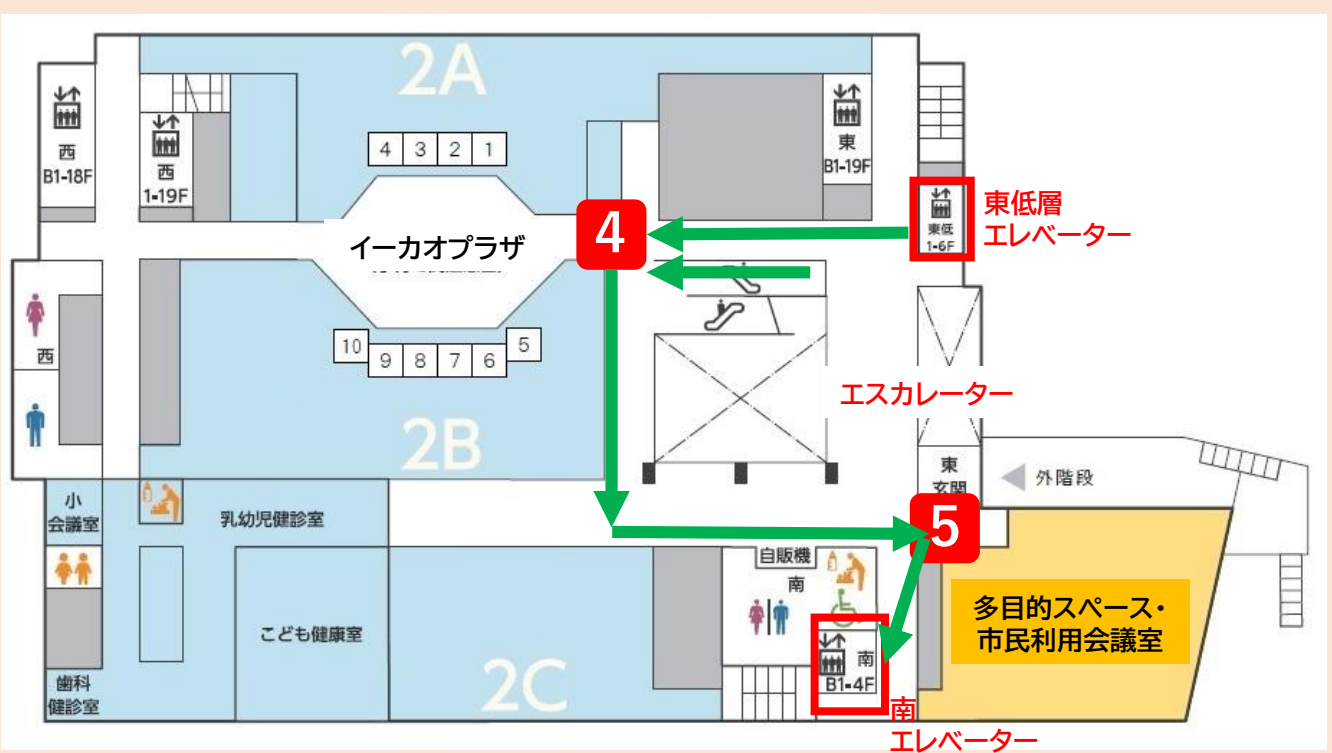 2A
西
B1-18F
西
1-19F
東
B1-19F
4 3 2 1
東低
1-6F
東低層
エレベーター
イーカオプラザ
4
10 9 8 7 6 5
西
エスカレーター
2B
東
玄関
外階段
小
会議室
乳幼児健診室
5
自販機
南
多目的スペース・
市民利用会議室
こども健康室
2C
南
B1-4F
歯科
健診室
南
エレベーター